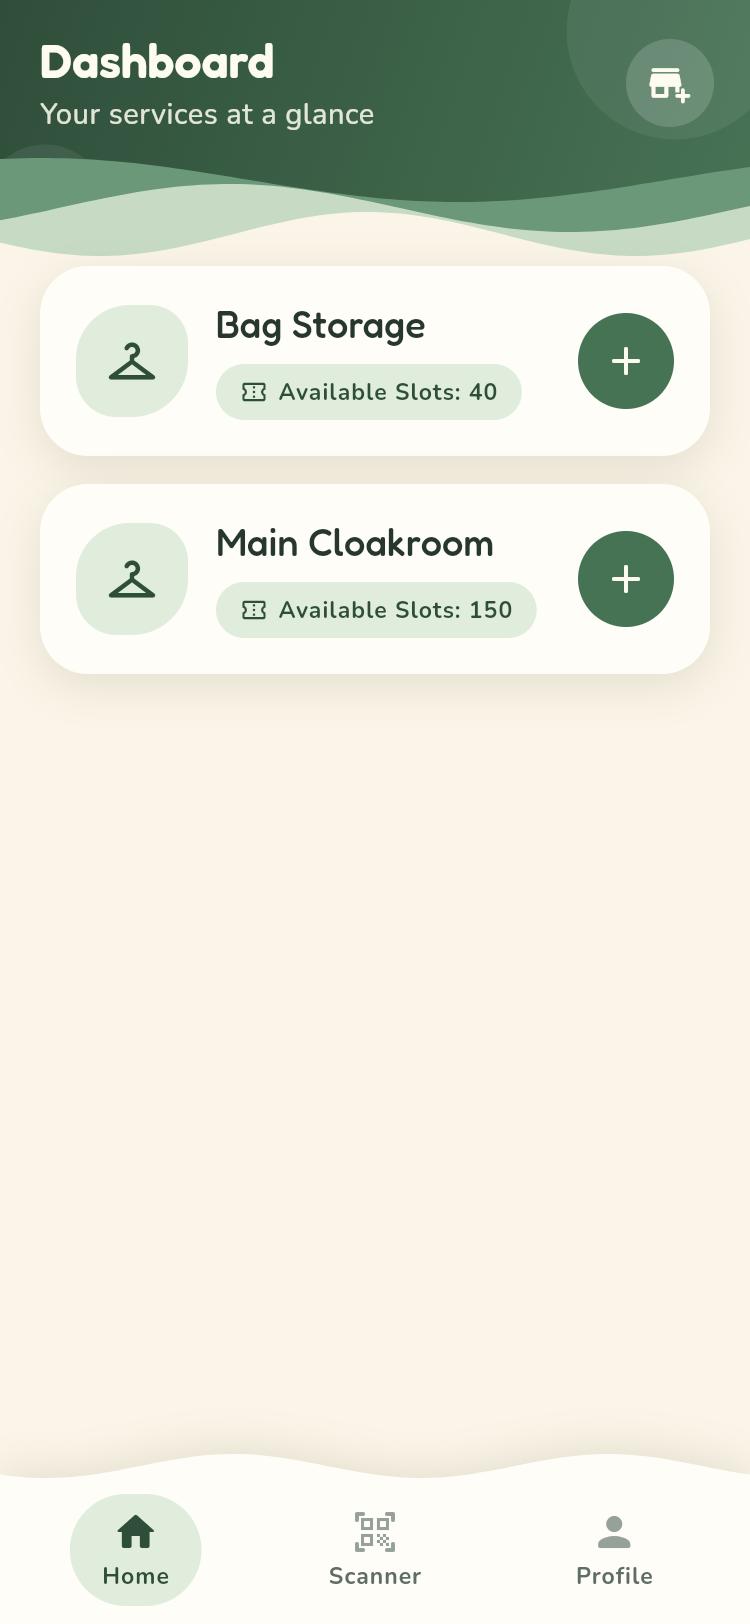 Dashboard
Your services at a glance
Bag Storage
Available Slots: 40
Main Cloakroom
Available Slots: 150
Home
Scanner
Profile